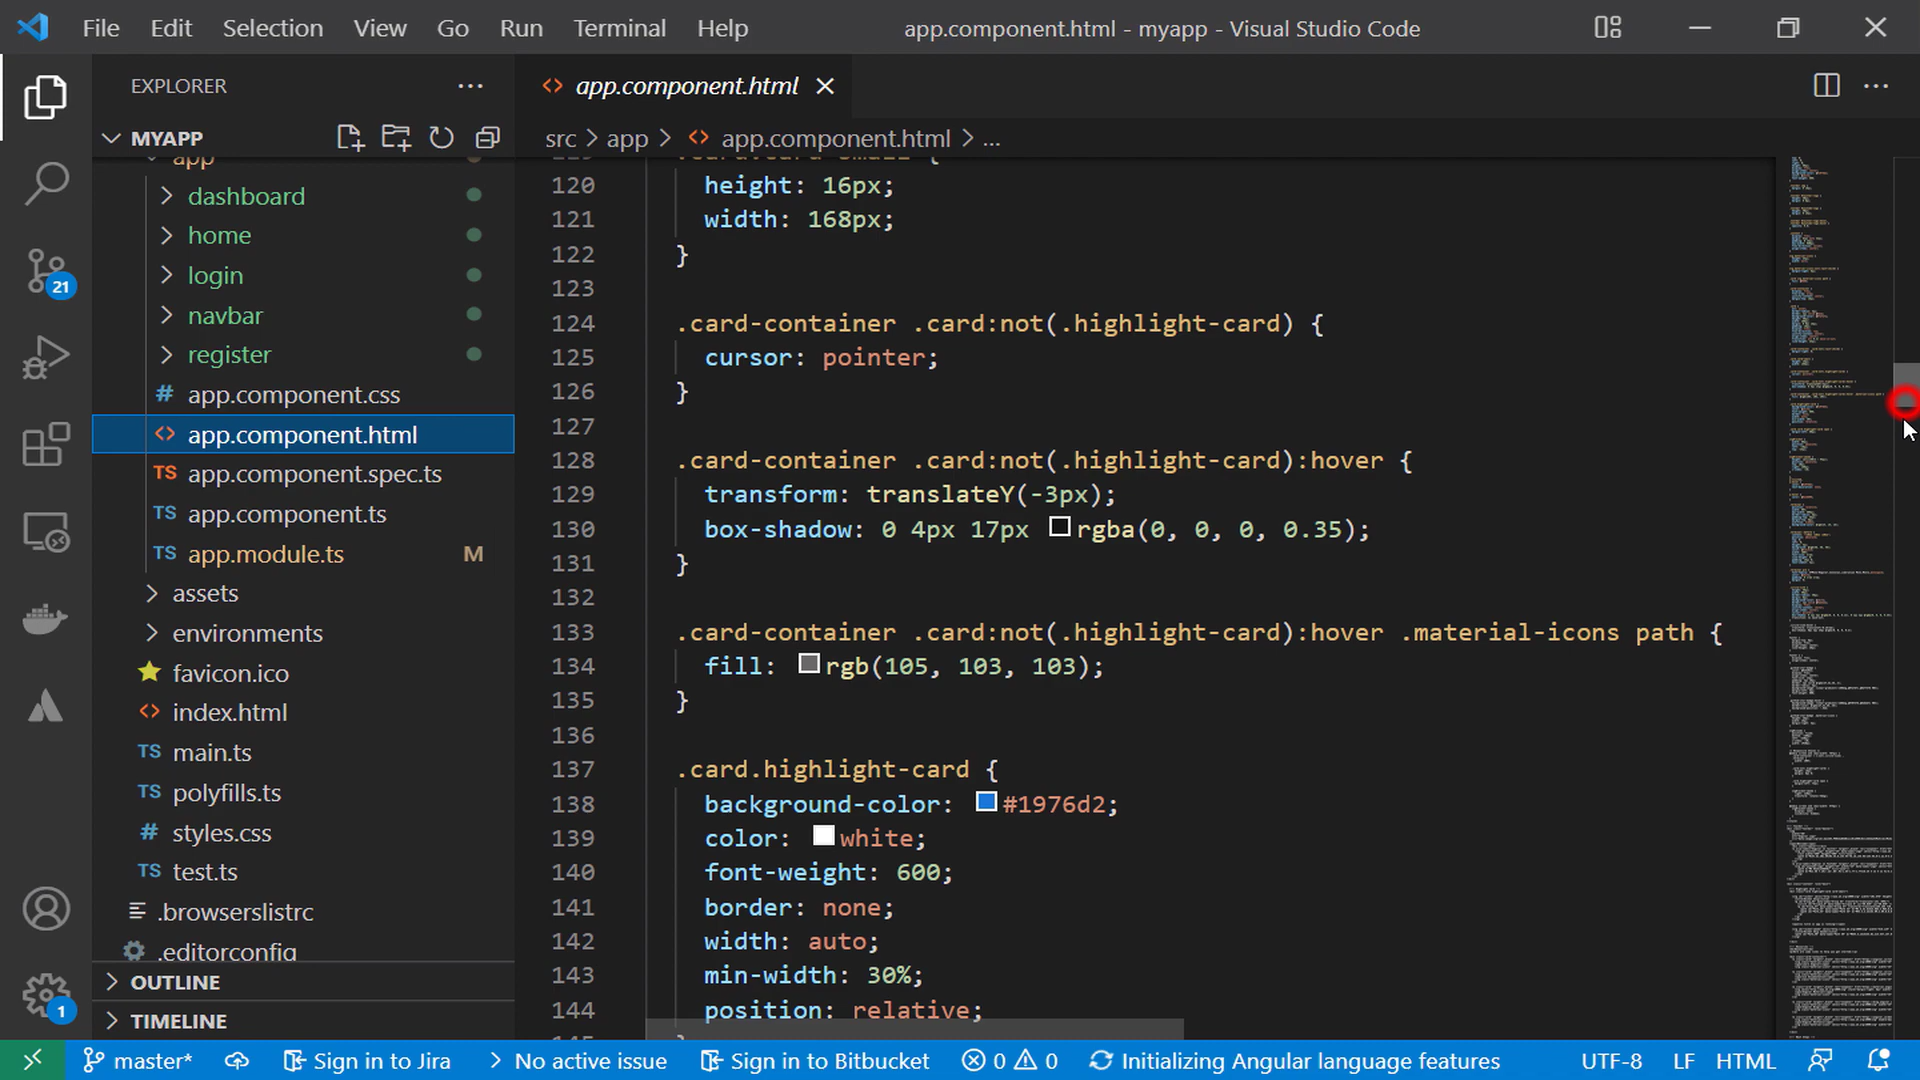 File Edit Selection View Go Run Terminal Help
app.component.html - myapp - Visual Studio Code
EXPLORER
MYAPP
app
dashboard
home
login
navbar
register
# app.component.css
<> app.component.html
TS app.component.spec.ts
TS app.component.ts
TS app.module.ts M
assets
environments
favicon.ico
<> index.html
TS main.ts
TS polyfills.ts
# styles.css
TS test.ts
.browserslistrc
.editorconfig
OUTLINE
TIMELINE
21
1
<> app.component.html
src > app > <> app.component.html > ...
120 height: 16px;
121 width: 168px;
122 }
123
124 .card-container .card:not(.highlight-card) {
125 cursor: pointer;
126 }
127
128 .card-container .card:not(.highlight-card):hover {
129 transform: translateY(-3px);
130 box-shadow: 0 4px 17px rgba(0, 0, 0, 0.35);
131 }
132
133 .card-container .card:not(.highlight-card):hover .material-icons path {
134 fill: rgb(105, 103, 103);
135 }
136
137 .card.highlight-card {
138 background-color: #1976d2;
139 color: white;
140 font-weight: 600;
141 border: none;
142 width: auto;
143 min-width: 30%;
144 position: relative;
master* Sign in to Jira No active issue Sign in to Bitbucket 0 0 Initializing Angular language features UTF-8 LF HTML